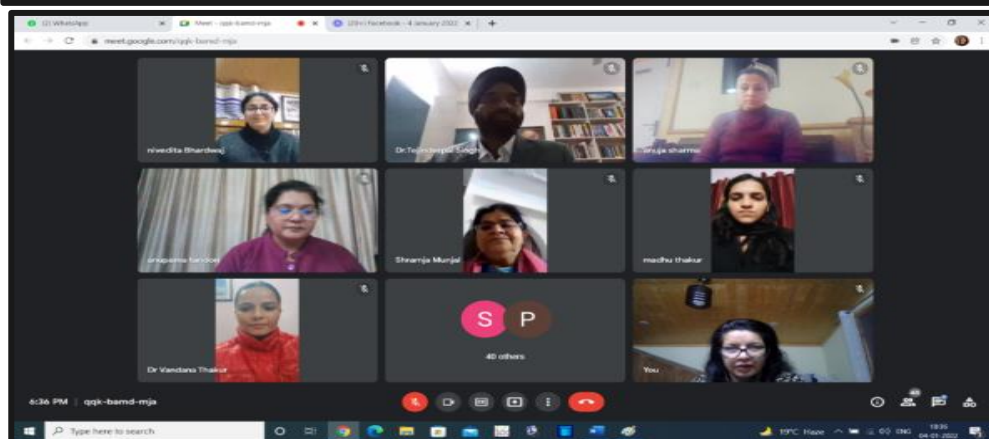 (2) WhatsApp
Meet - qqk-bamd-mja
(20+) Facebook - 4 January 2022
meet.google.com/qqk-bamd-mja
nivedita Bhardwaj
Dr.Tejinderpal Singh
anuja sharma
anupama tandon
Shramja Munjal
madhu thakur
Dr Vandana Thakur
S P
40 others
You
6:36 PM | qqk-bamd-mja
Type here to search
19°C Haze
ENG
04-01-2022